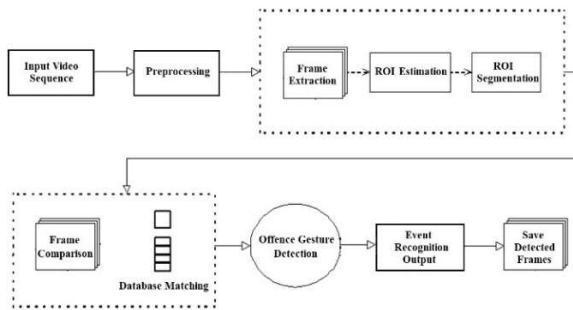 Input Video
Sequence
Preprocessing
Frame
Extraction
ROI Estimation
ROI
Segmentation
Frame
Comparison
Database Matching
Offence Gesture
Detection
Event
Recognition
Output
Save
Detected
Frames